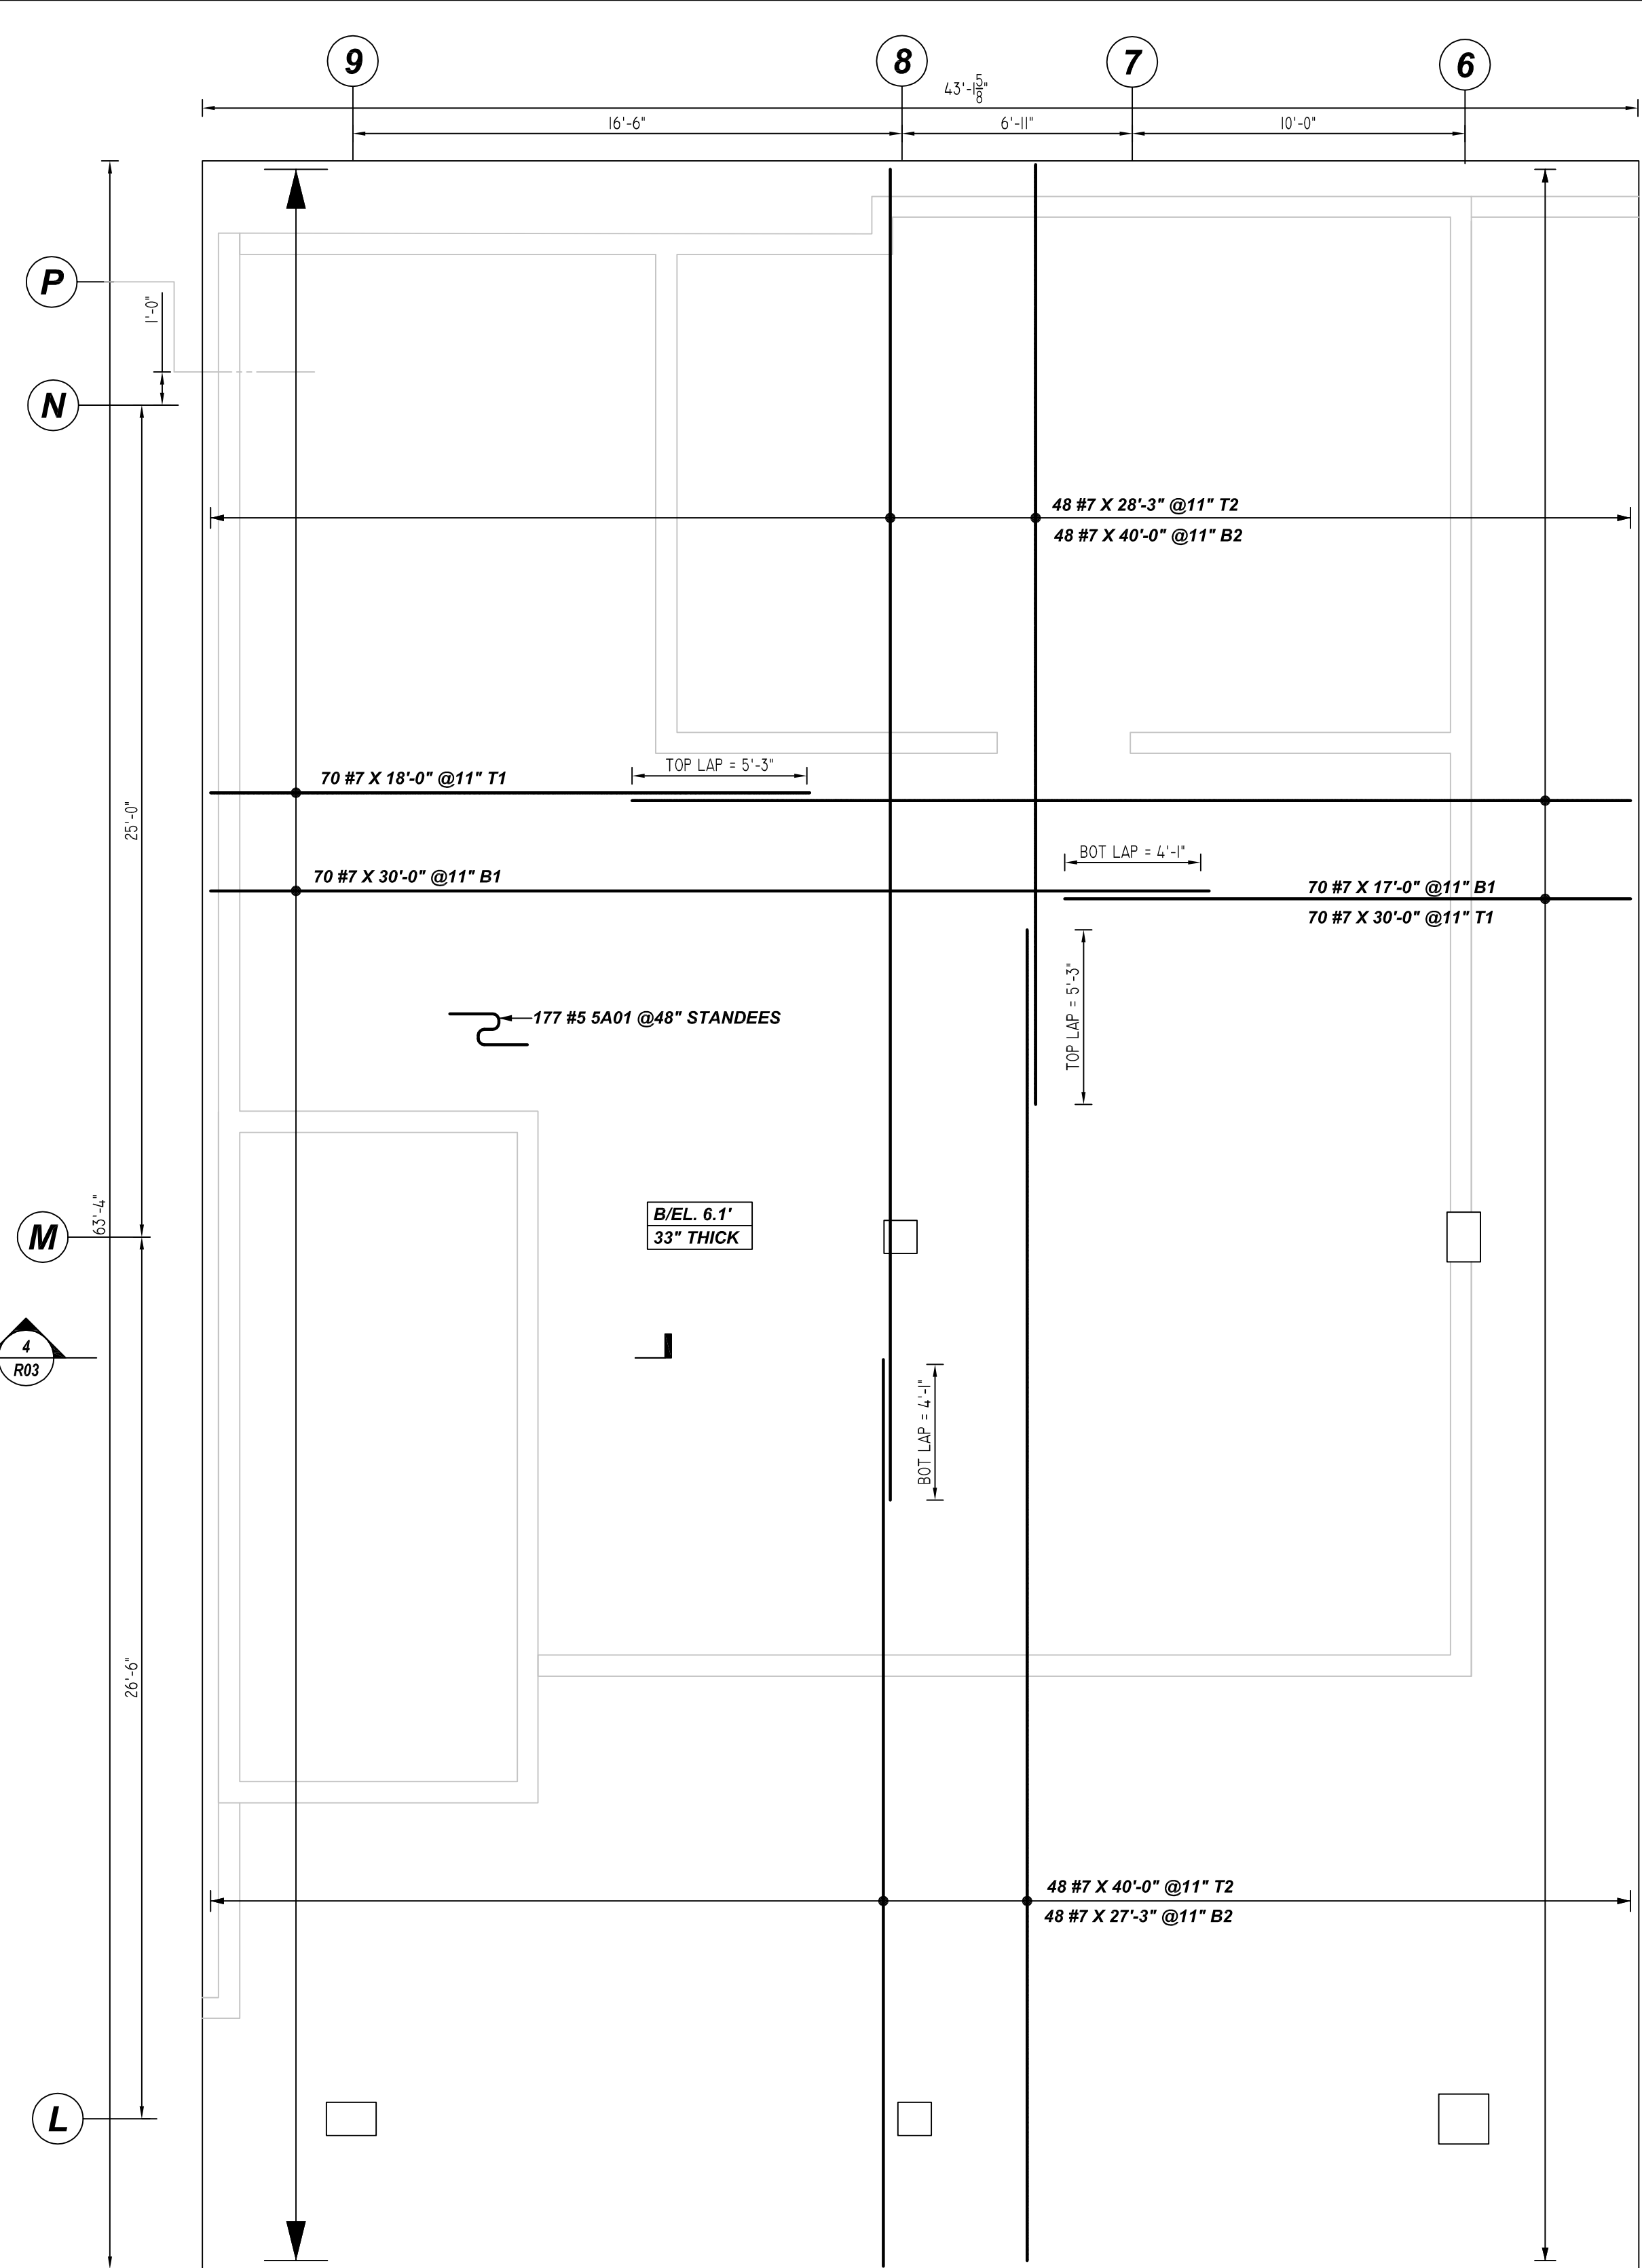 9
8
7
6
43'-1 5/8"
16'-6"
6'-11"
10'-0"
P
1'-0"
N
48 #7 X 28'-3" @11" T2
48 #7 X 40'-0" @11" B2
TOP LAP = 5'-3"
70 #7 X 18'-0" @11" T1
25'-0"
BOT LAP = 4'-1"
70 #7 X 30'-0" @11" B1
70 #7 X 17'-0" @11" B1
70 #7 X 30'-0" @11" T1
TOP LAP = 5'-3"
177 #5 5A01 @48" STANDEES
63'-4"
B/EL. 6.1'
33" THICK
M
4
R03
BOT LAP = 4'-1"
26'-6"
48 #7 X 40'-0" @11" T2
48 #7 X 27'-3" @11" B2
L